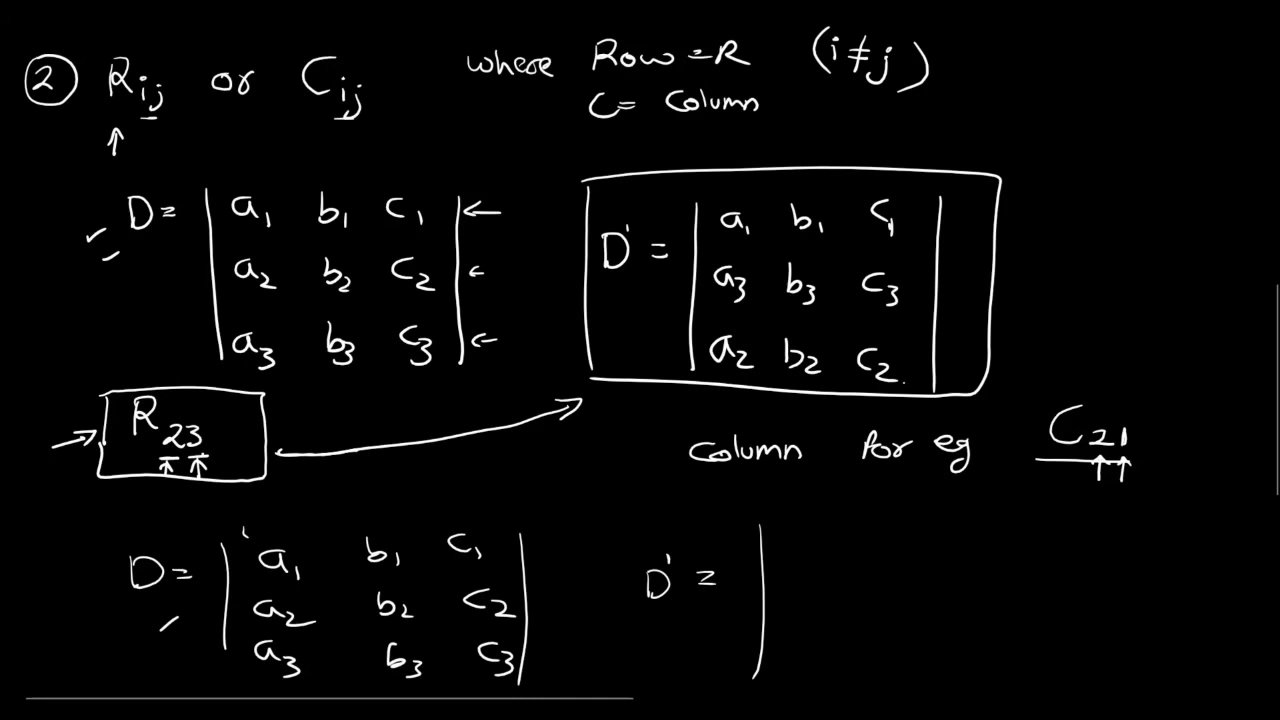 ② Rij or Cij where Row = R (i ≠ j)
C = Column
D = | a₁ b₁ c₁ | ←
| a₂ b₂ c₂ | ←
| a₃ b₃ c₃ | ←
D' = | a₁ b₁ c₁ |
| a₃ b₃ c₃ |
| a₂ b₂ c₂ |
→ R₂₃
Column for eg C₂₁
D = | a₁ b₁ c₁ |
| a₂ b₂ c₂ |
| a₃ b₃ c₃ |
D' = |